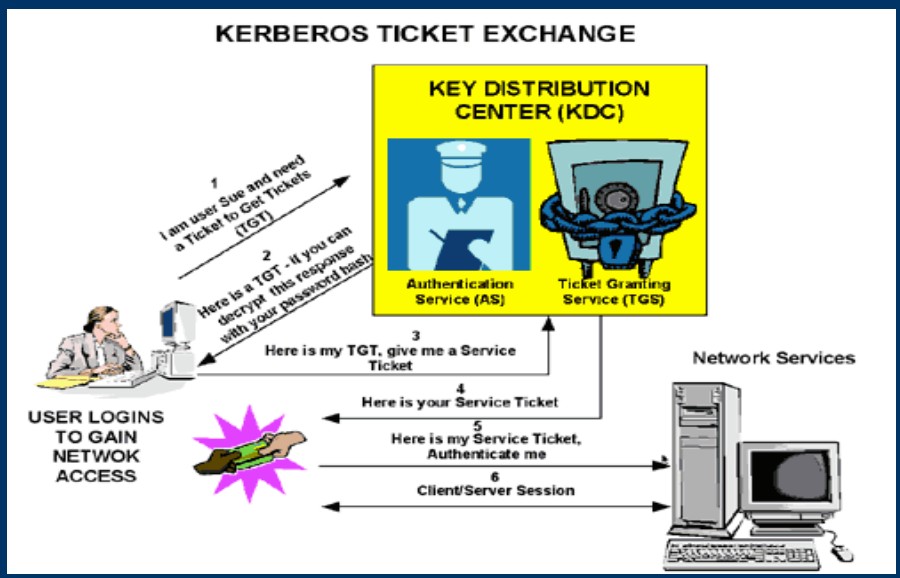 KERBEROS TICKET EXCHANGE
KEY DISTRIBUTION
CENTER (KDC)
Authentication
Service (AS)
Ticket Granting
Service (TGS)
1
I am user Sue and need
a Ticket to Get Tickets
(TGT)
2
Here is a TGT - if you can
decrypt this response
with your password hash
3
Here is my TGT, give me a Service
Ticket
4
Here is your Service Ticket
5
Here is my Service Ticket,
Authenticate me
6
Client/Server Session
USER LOGINS
TO GAIN
NETWOK
ACCESS
Network Services